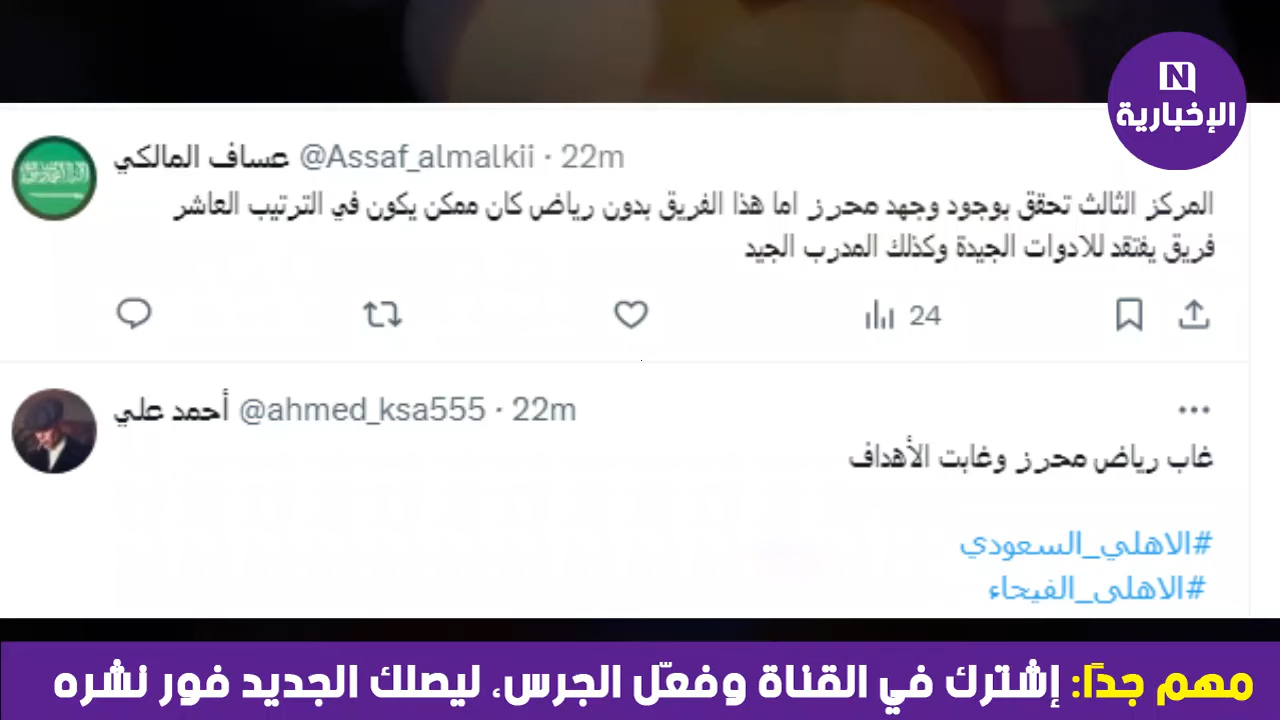 N
الإخبارية
عساف المالكي @Assaf_almalkii · 22m
المركز الثالث تحقق بوجود وجهد محرز اما هذا الفريق بدون رياض كان ممكن يكون في الترتيب العاشر
فريق يفتقد للادوات الجيدة وكذلك المدرب الجيد
24
أحمد علي @ahmed_ksa555 · 22m
غاب رياض محرز وغابت الأهداف
#الاهلي_السعودي
#الاهلى_الفيحاء
مهم جدًا: إشترك في القناة وفعّل الجرس، ليصلك الجديد فور نشره